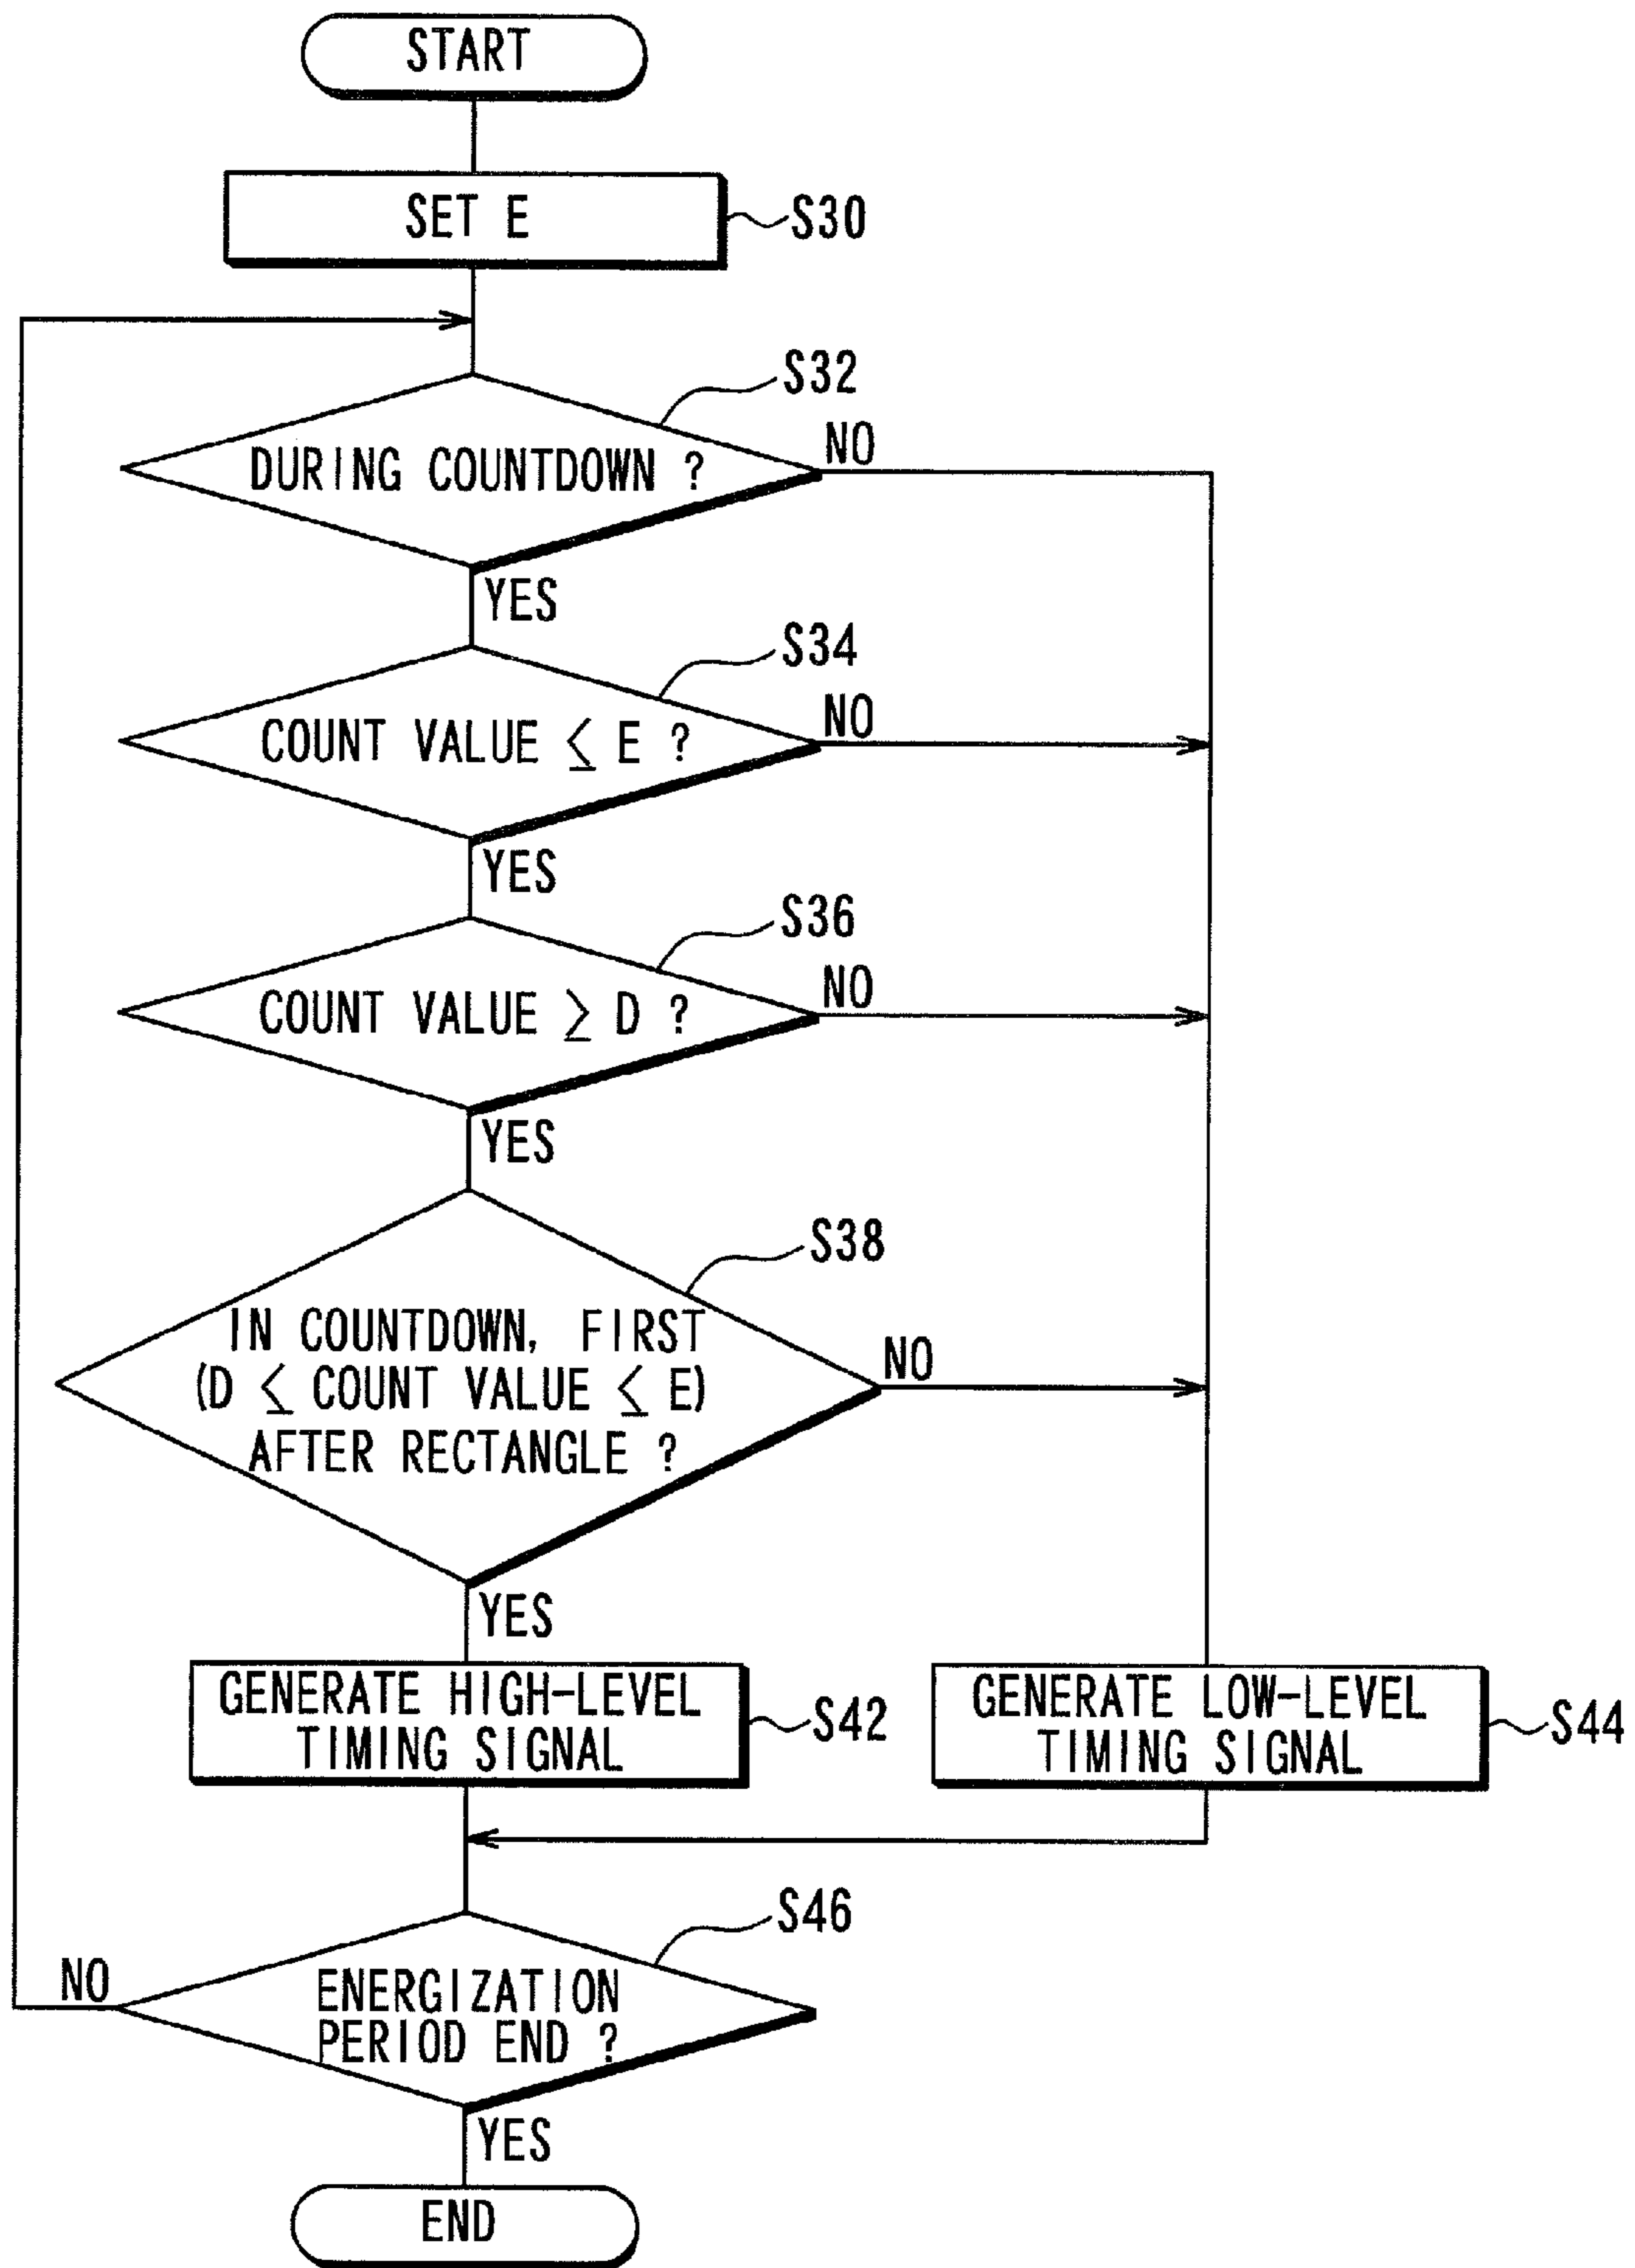 START
SET E
S30
S32
DURING COUNTDOWN ?
NO
YES
S34
COUNT VALUE ≤ E ?
NO
YES
S36
COUNT VALUE ≥ D ?
NO
YES
S38
IN COUNTDOWN, FIRST
(D ≤ COUNT VALUE ≤ E)
AFTER RECTANGLE ?
NO
YES
GENERATE HIGH-LEVEL
TIMING SIGNAL
S42
GENERATE LOW-LEVEL
TIMING SIGNAL
S44
S46
ENERGIZATION
PERIOD END ?
NO
YES
END